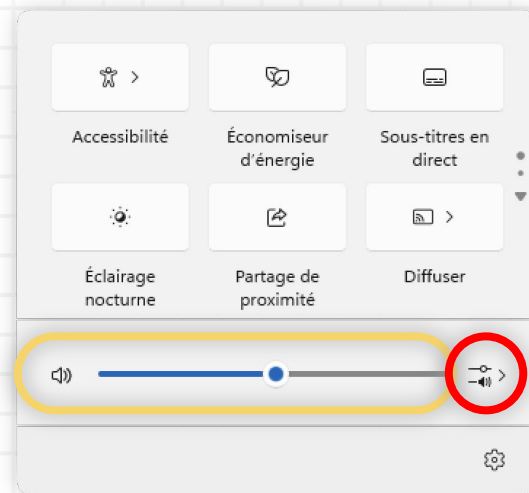 Accessibilité
Économiseur
d'énergie
Sous-titres en
direct
Éclairage
nocturne
Partage de
proximité
Diffuser